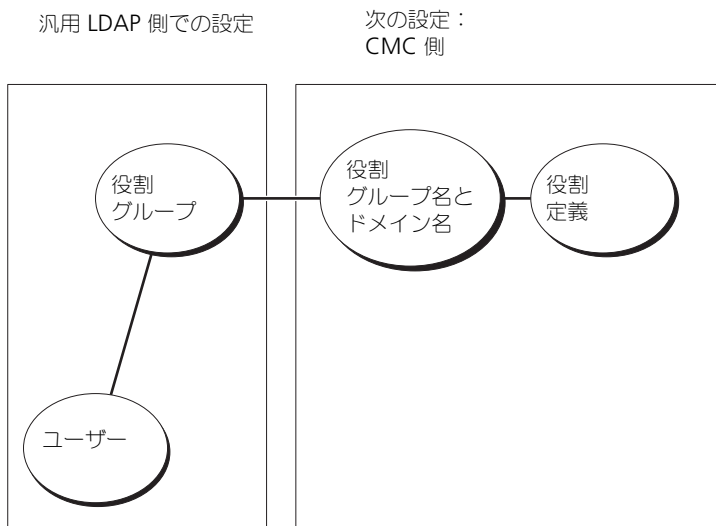 汎用 LDAP 側での設定
次の設定：
CMC 側
役割
グループ
役割
グループ名と
ドメイン名
役割
定義
ユーザー